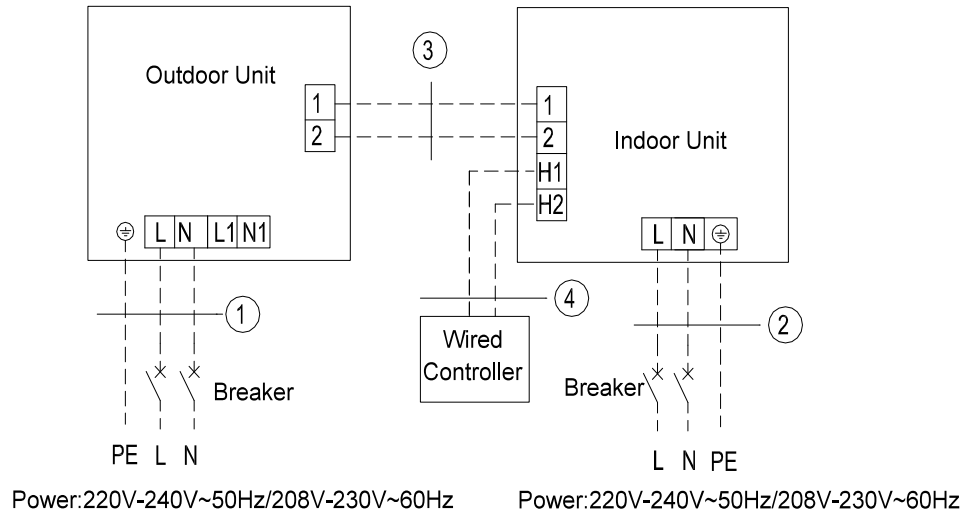 Outdoor Unit
1
2
L N L1 N1
1
Breaker
PE L N
Power:220V-240V~50Hz/208V-230V~60Hz
3
1
2
H1
H2
Indoor Unit
L N
4
Wired
Controller
2
Breaker
L N PE
Power:220V-240V~50Hz/208V-230V~60Hz